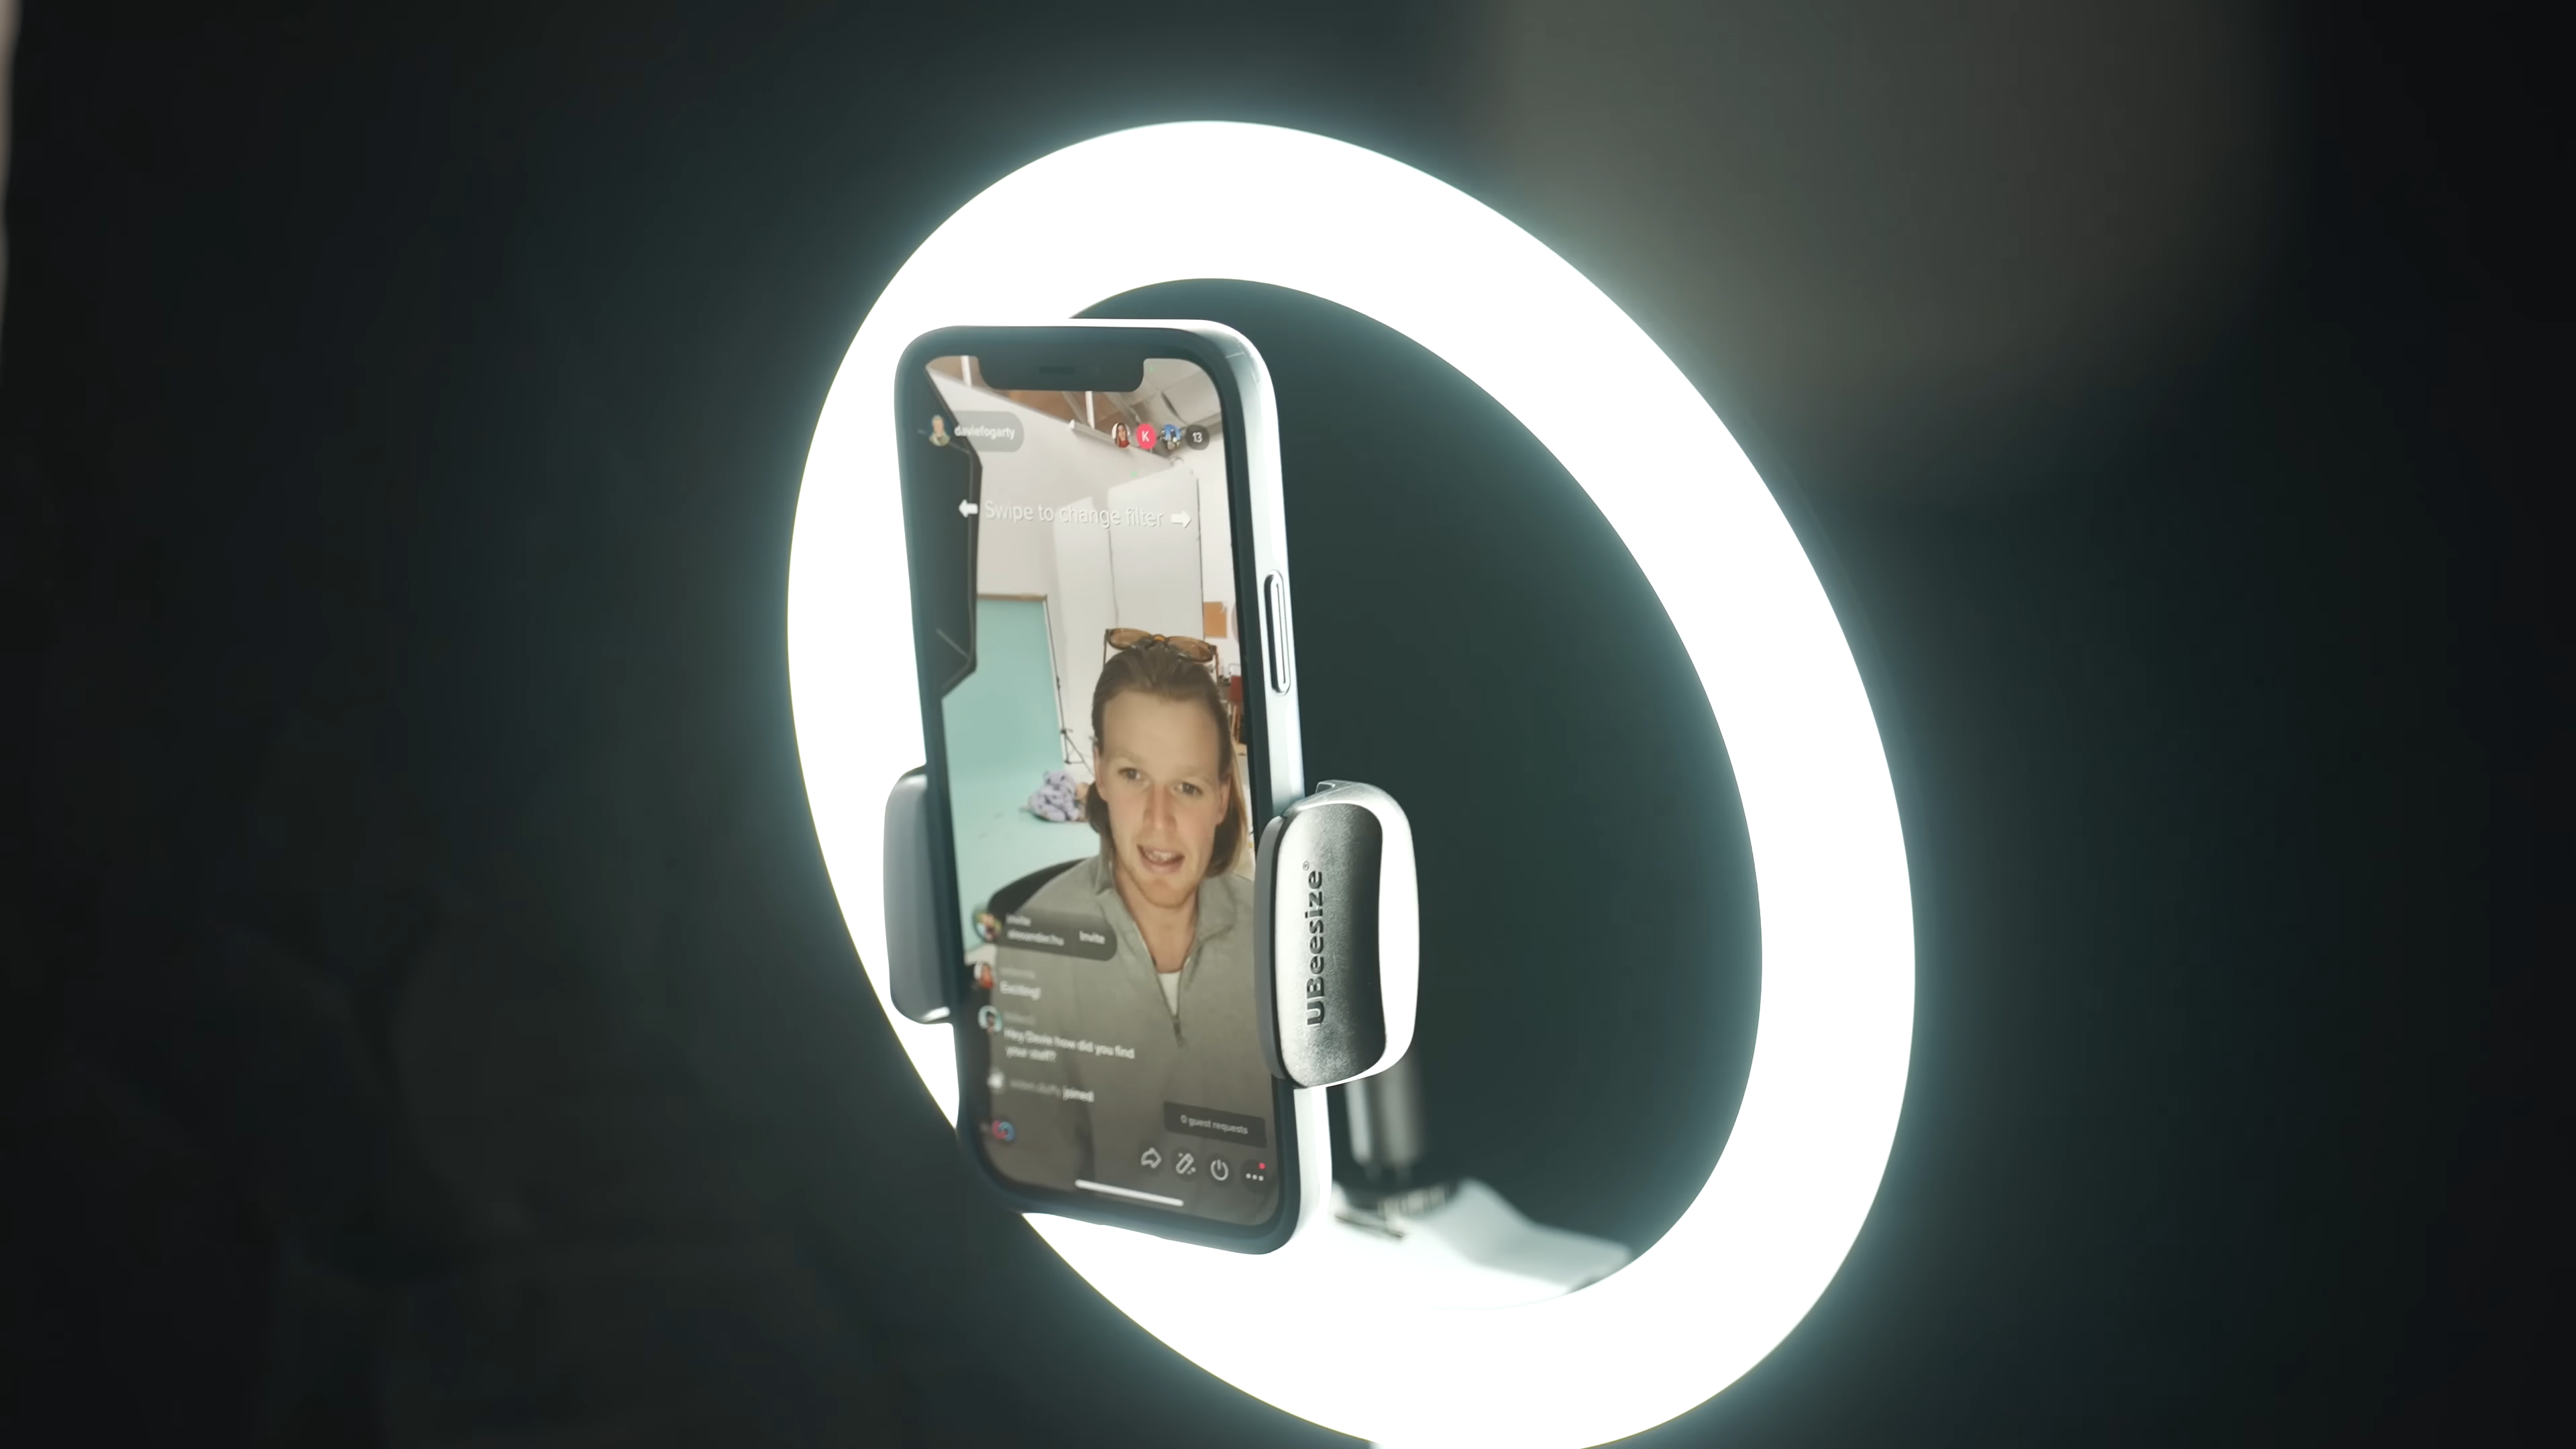 daviefogarty
K
13
Swipe to change filter
Invite
Exciting!
Hey Davie how did you find
your staff?
joined
0 guest requests
UBeesize®